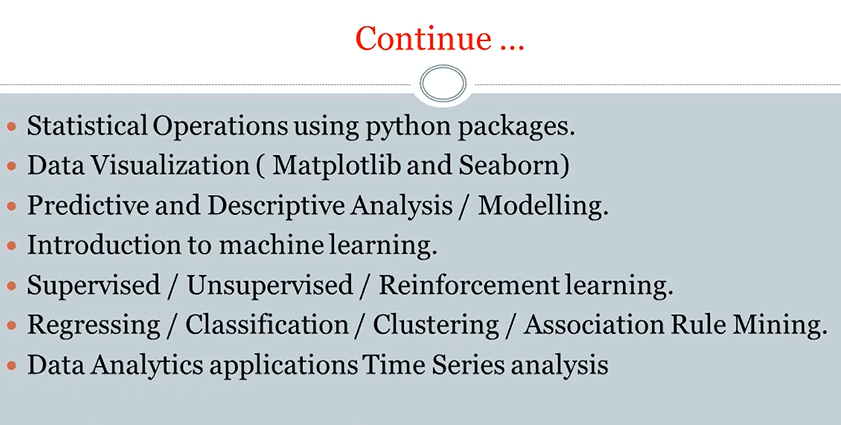 Continue ...
Statistical Operations using python packages.
Data Visualization ( Matplotlib and Seaborn)
Predictive and Descriptive Analysis / Modelling.
Introduction to machine learning.
Supervised / Unsupervised / Reinforcement learning.
Regressing / Classification / Clustering / Association Rule Mining.
Data Analytics applications Time Series analysis